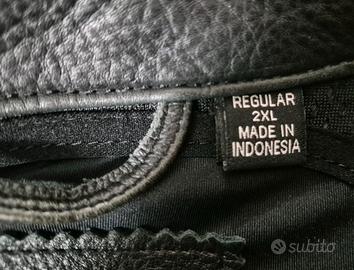 REGULAR
2XL
MADE IN
INDONESIA
subito